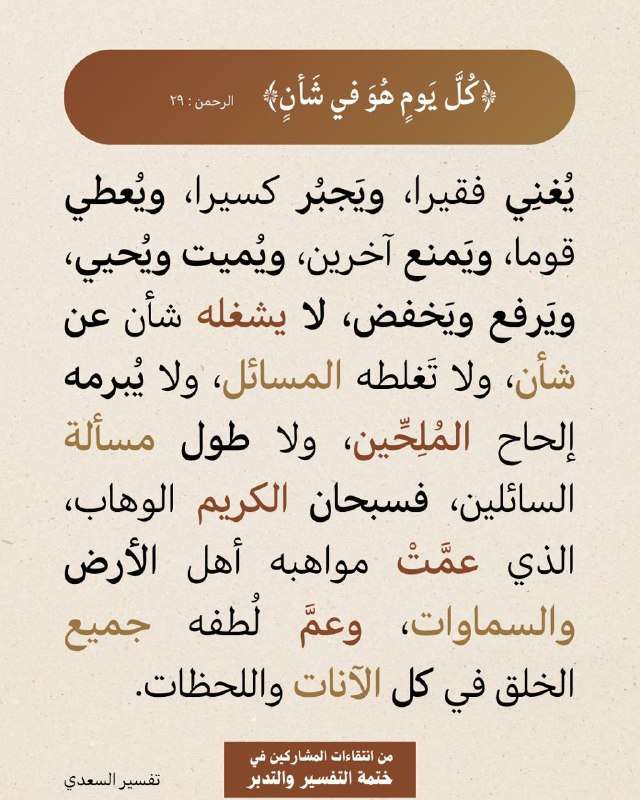 ﴿كُلَّ يَومٍ هُوَ في شَأنٍ﴾ الرحمن : ٢٩
يُغنِي فقيرا، ويَجبُر كسيرا، ويُعطي
قوما، ويَمنع آخرين، ويُميت ويُحيي،
ويَرفع ويَخفض، لا يشغله شأن عن
شأن، ولا تَغلطه المسائل، ولا يُبرمه
إلحاح المُلِحِّين، ولا طول مسألة
السائلين، فسبحان الكريم الوهاب،
الذي عمَّتْ مواهبه أهل الأرض
والسماوات، وعمَّ لُطفه جميع
الخلق في كل الآنات واللحظات.
من انتقاءات المشاركين في
ختمة التفسير والتدبر
تفسير السعدي